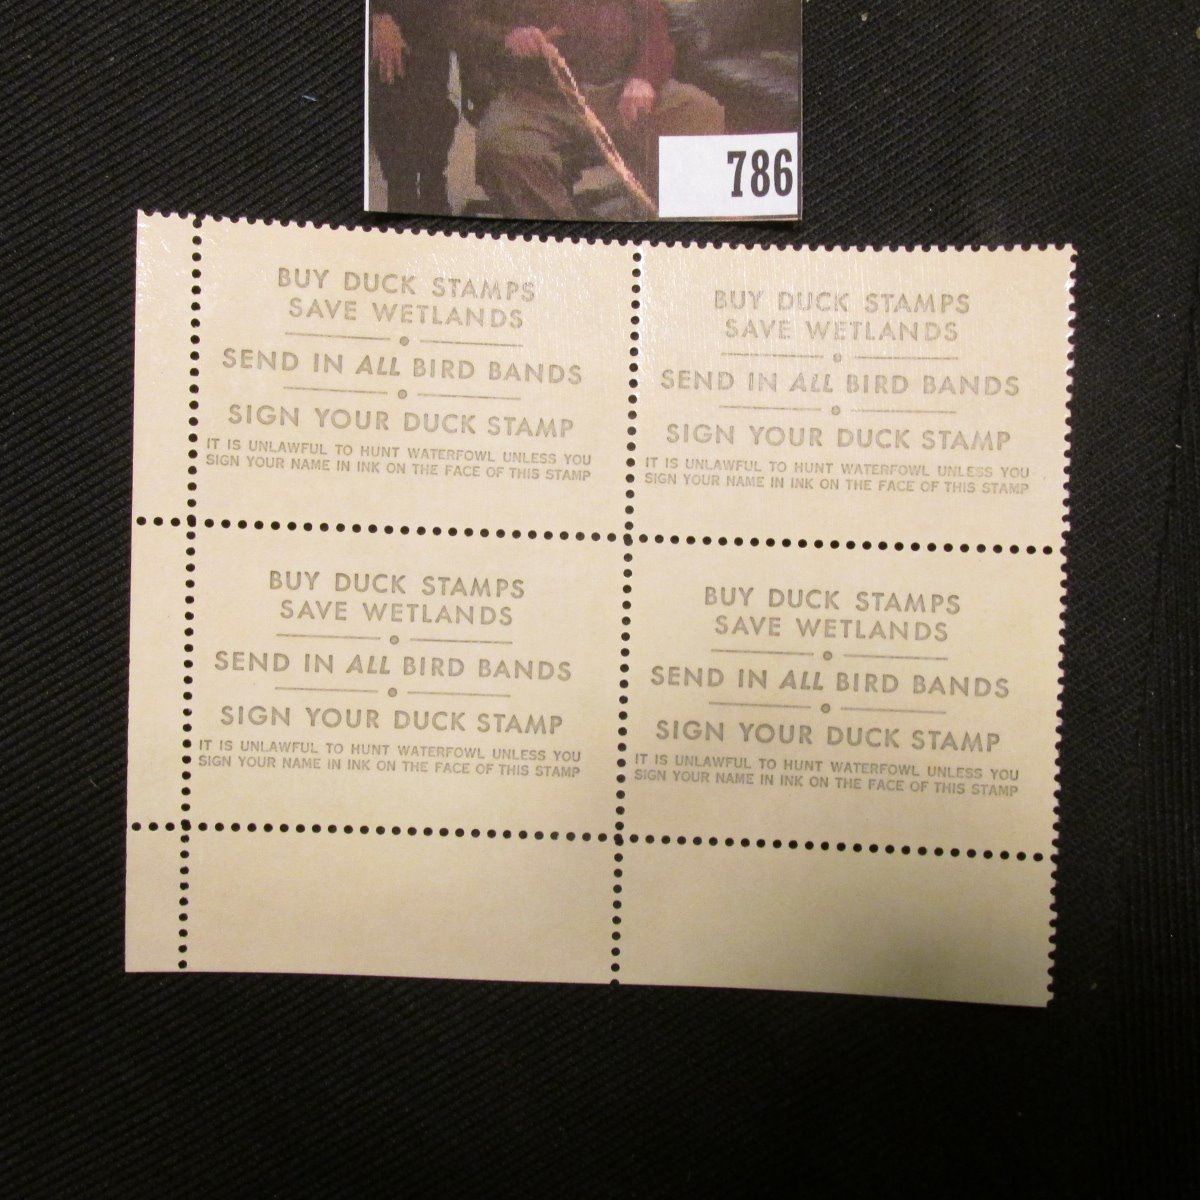 786
BUY DUCK STAMPS
SAVE WETLANDS
SEND IN ALL BIRD BANDS
SIGN YOUR DUCK STAMP
IT IS UNLAWFUL TO HUNT WATERFOWL UNLESS YOU
SIGN YOUR NAME IN INK ON THE FACE OF THIS STAMP
BUY DUCK STAMPS
SAVE WETLANDS
SEND IN ALL BIRD BANDS
SIGN YOUR DUCK STAMP
IT IS UNLAWFUL TO HUNT WATERFOWL UNLESS YOU
SIGN YOUR NAME IN INK ON THE FACE OF THIS STAMP
BUY DUCK STAMPS
SAVE WETLANDS
SEND IN ALL BIRD BANDS
SIGN YOUR DUCK STAMP
IT IS UNLAWFUL TO HUNT WATERFOWL UNLESS YOU
SIGN YOUR NAME IN INK ON THE FACE OF THIS STAMP
BUY DUCK STAMPS
SAVE WETLANDS
SEND IN ALL BIRD BANDS
SIGN YOUR DUCK STAMP
IT IS UNLAWFUL TO HUNT WATERFOWL UNLESS YOU
SIGN YOUR NAME IN INK ON THE FACE OF THIS STAMP